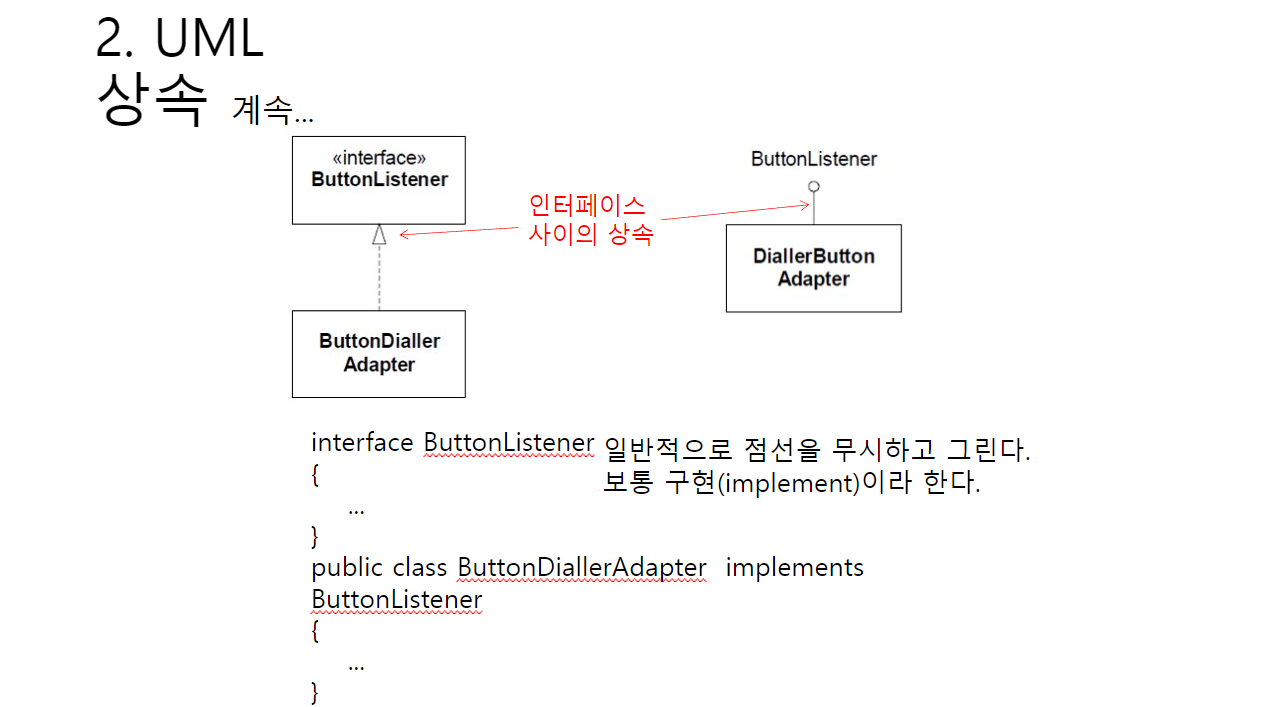 2. UML
상속 계속...
«interface»
ButtonListener
ButtonDialler
Adapter
인터페이스
사이의 상속
ButtonListener
DiallerButton
Adapter
interface ButtonListener
{
...
}
public class ButtonDiallerAdapter implements
ButtonListener
{
...
}
일반적으로 점선을 무시하고 그린다.
보통 구현(implement)이라 한다.